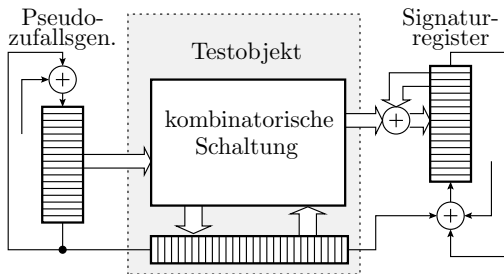 Pseudo-
zufallsgen.
Testobjekt
kombinatorische
Schaltung
Signatur-
register
+
+
+